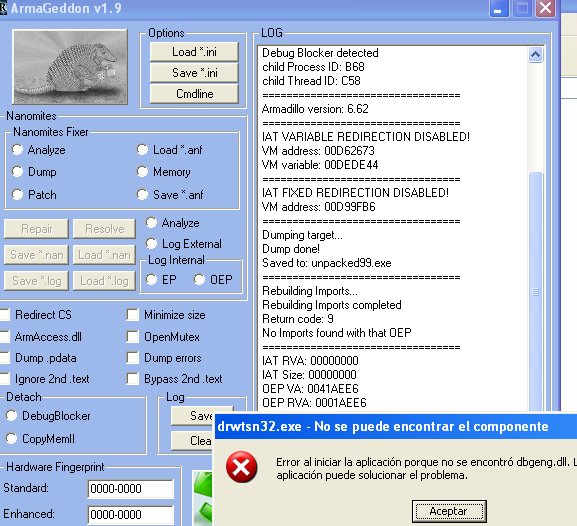 ArmaGeddon v1.9
Options
Load *.ini
Save *.ini
Cmdline
Nanomites
Nanomites Fixer
Analyze
Load *.anf
Dump
Memory
Patch
Save *.anf
Repair
Resolve
Save *.nan
Load *.nan
Save *.log
Load *.log
Analyze
Log External
Log Internal
EP
OEP
Redirect CS
Minimize size
ArmAccess.dll
OpenMutex
Dump .pdata
Dump errors
Ignore 2nd .text
Bypass 2nd .text
Detach
DebugBlocker
CopyMemII
Log
Save
Clea
Hardware Fingerprint
Standard:
0000-0000
Enhanced:
0000-0000
LOG
Debug Blocker detected
child Process ID: B68
child Thread ID: C58
================================
Armadillo version: 6.62
================================
IAT VARIABLE REDIRECTION DISABLED!
VM address: 00D62673
VM variable: 00DEDE44
================================
IAT FIXED REDIRECTION DISABLED!
VM address: 00D99FB6
================================
Dumping target...
Dump done!
Saved to: unpacked99.exe
================================
Rebuilding Imports...
Rebuilding Imports completed
Return code: 9
No Imports found with that OEP
================================
IAT RVA: 00000000
IAT Size: 00000000
OEP VA: 0041AEE6
OEP RVA: 0001AEE6
drwtsn32.exe - No se puede encontrar el componente
Error al iniciar la aplicación porque no se encontró dbgeng.dll. L
aplicación puede solucionar el problema.
Aceptar